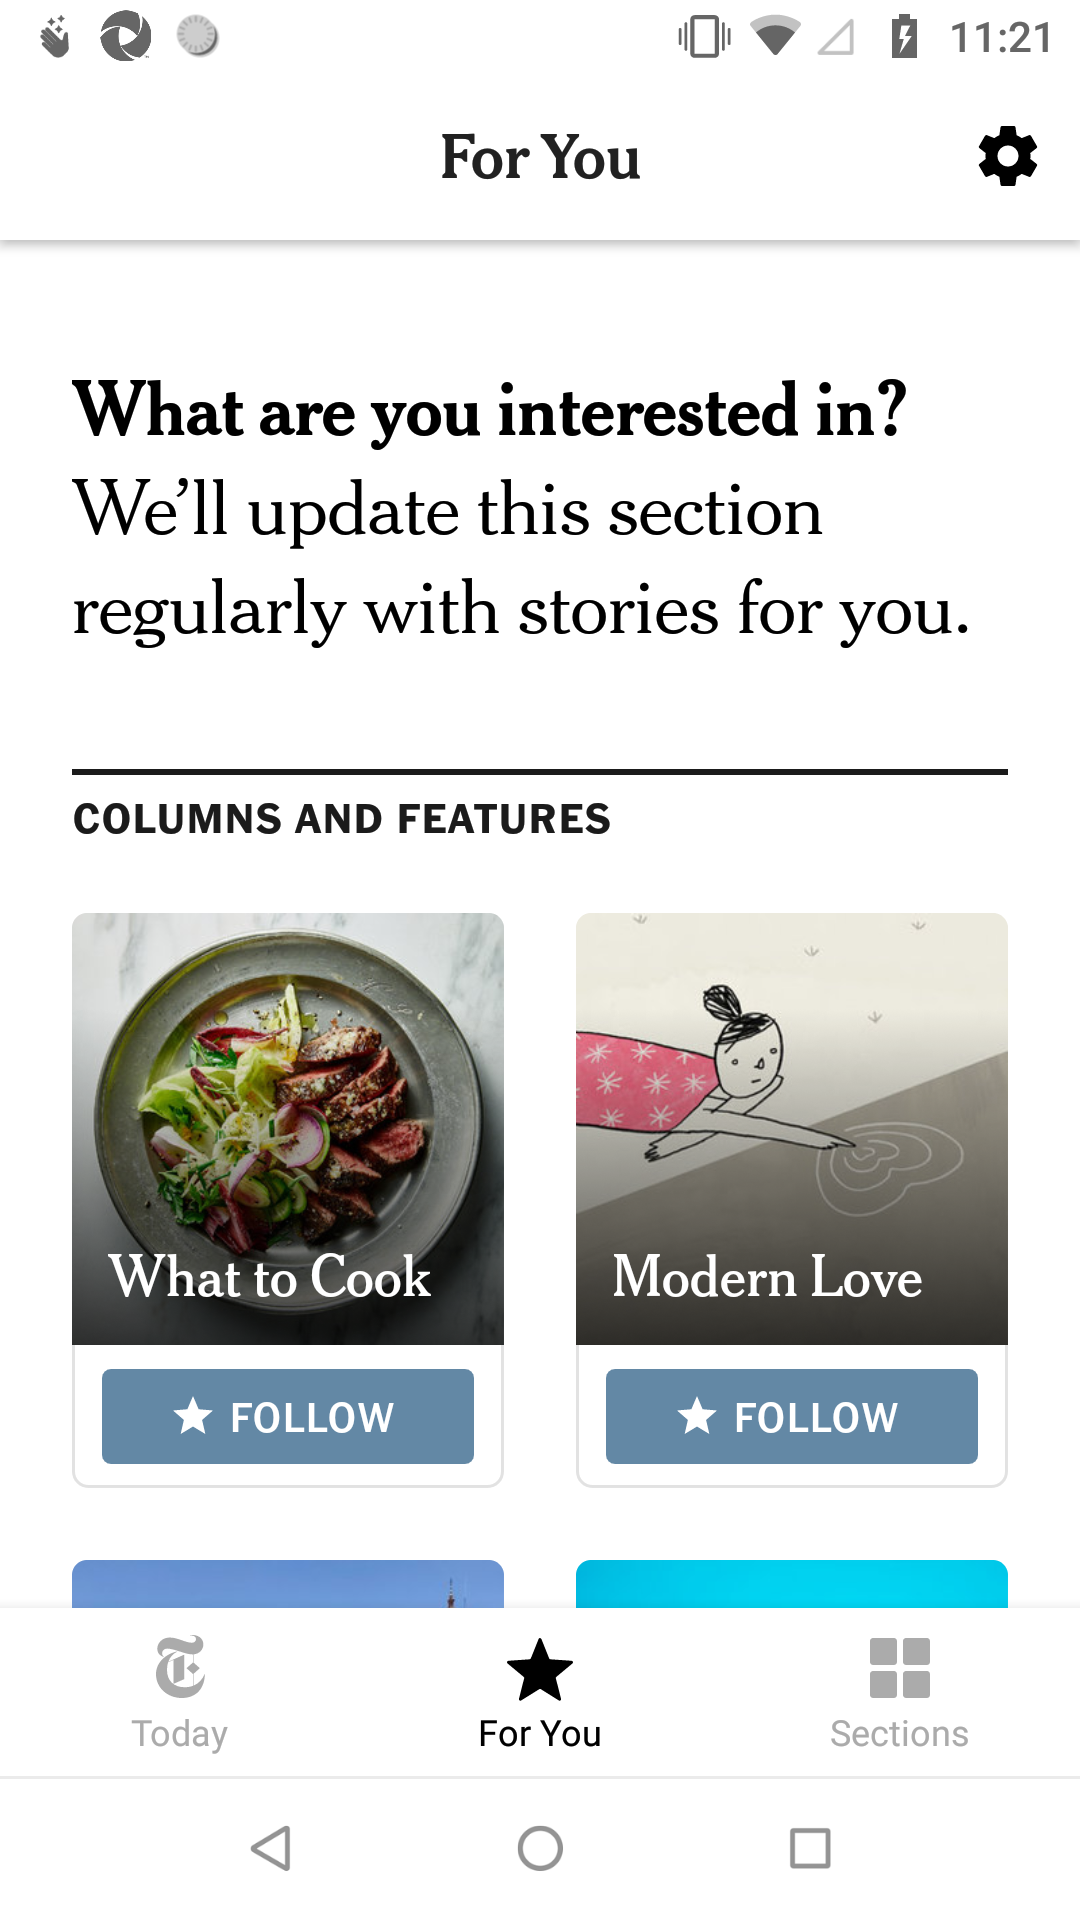 11:21
For You
What are you interested in?
We’ll update this section
regularly with stories for you.
COLUMNS AND FEATURES
What to Cook
Modern Love
FOLLOW
FOLLOW
Today
For You
Sections